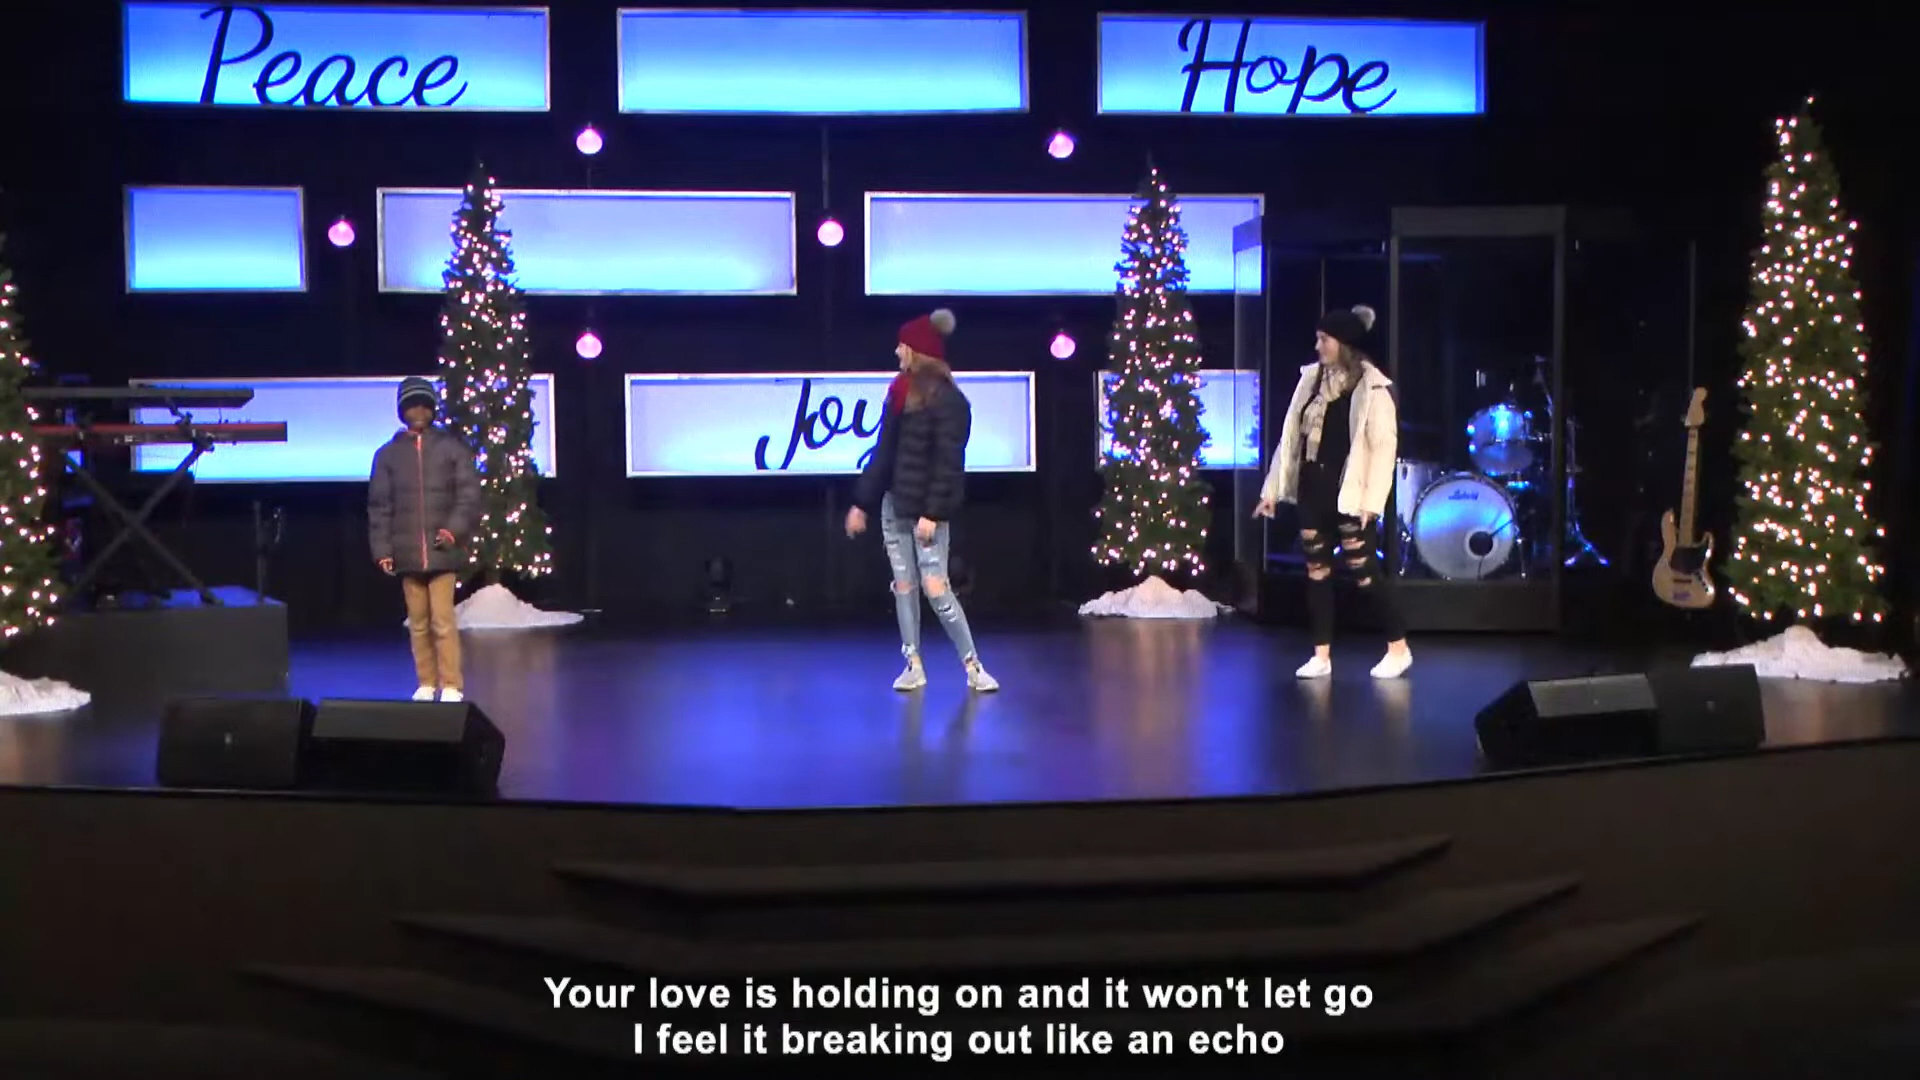 Peace
Hope
Joy
Ludwig
Your love is holding on and it won't let go
I feel it breaking out like an echo